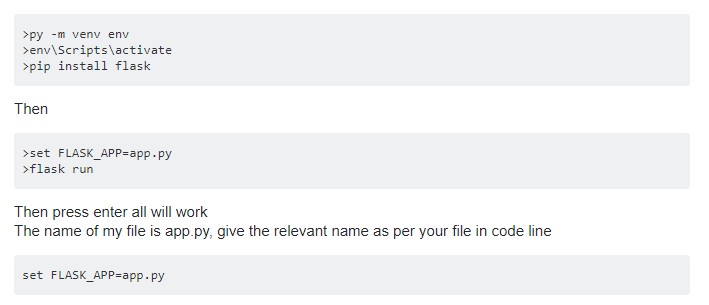 >py -m venv env
>env\Scripts\activate
>pip install flask
Then
>set FLASK_APP=app.py
>flask run
Then press enter all will work
The name of my file is app.py, give the relevant name as per your file in code line
set FLASK_APP=app.py